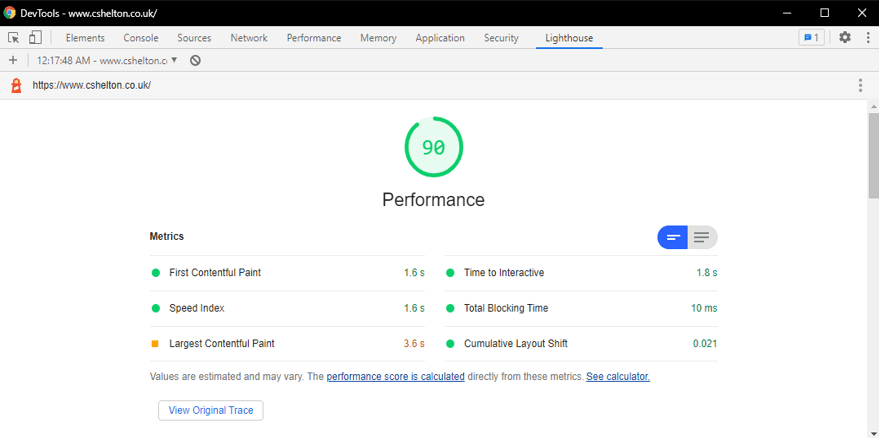 DevTools - www.cshelton.co.uk/
Elements Console Sources Network Performance Memory Application Security Lighthouse 1
12:17:48 AM - www.cshelton.co
https://www.cshelton.co.uk/
90
Performance
Metrics
First Contentful Paint 1.6 s Time to Interactive 1.8 s
Speed Index 1.6 s Total Blocking Time 10 ms
Largest Contentful Paint 3.6 s Cumulative Layout Shift 0.021
Values are estimated and may vary. The performance score is calculated directly from these metrics. See calculator.
View Original Trace